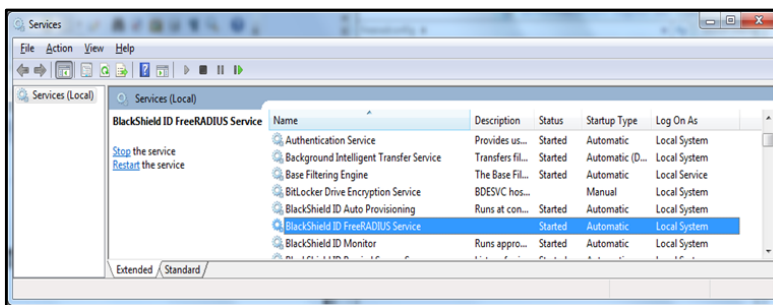 Services
File Action View Help
Services (Local)
Services (Local)
BlackShield ID FreeRADIUS Service
Stop the service
Restart the service
Name Description Status Startup Type Log On As
Authentication Service Provides us... Started Automatic Local System
Background Intelligent Transfer Service Transfers fil... Started Automatic (D... Local System
Base Filtering Engine The Base Fil... Started Automatic Local Service
BitLocker Drive Encryption Service BDESVC hos... Manual Local System
BlackShield ID Auto Provisioning Runs at con... Started Automatic Local System
BlackShield ID FreeRADIUS Service Started Automatic Local System
BlackShield ID Monitor Runs appro... Started Automatic Local System
Extended Standard